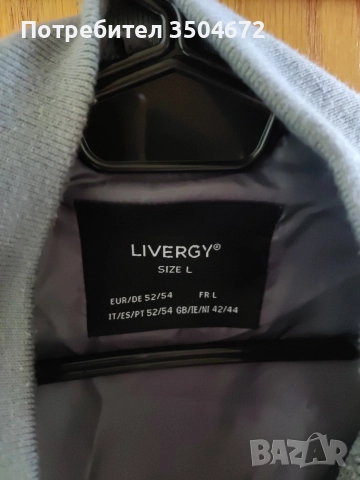 Потребител 3504672
LIVERGY®
SIZE L
EUR/DE 52/54 FR L
IT/ES/PT 52/54 GB/IE/NI 42/44
BAZAR